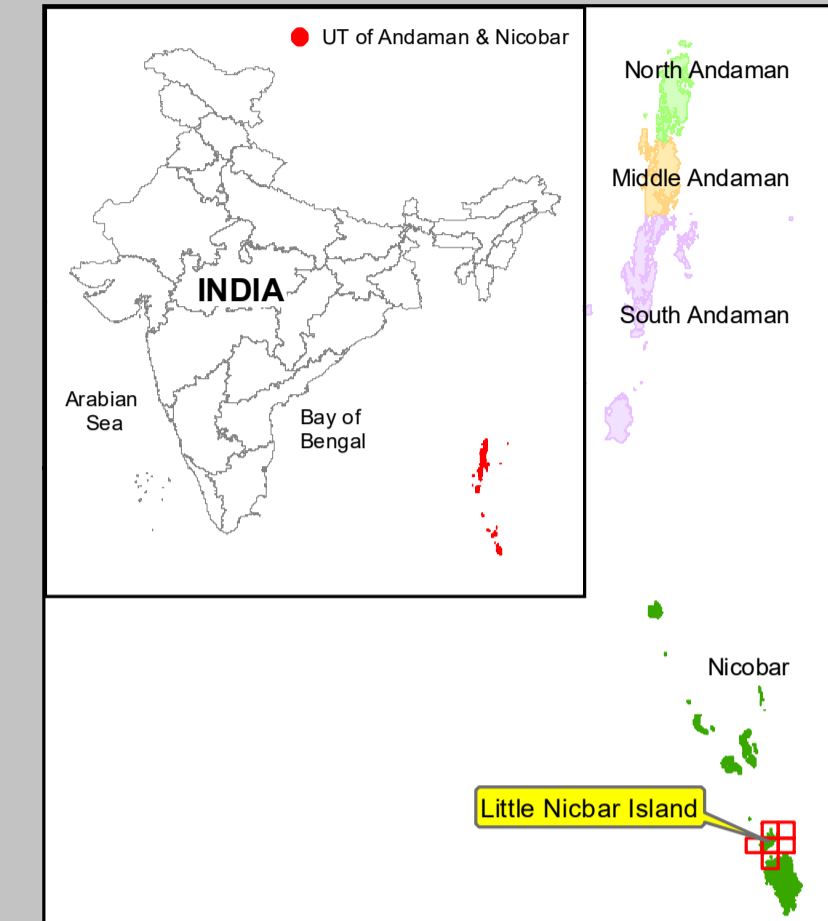 UT of Andaman & Nicobar
North Andaman
Middle Andaman
INDIA
South Andaman
Arabian
Sea
Bay of
Bengal
Nicobar
Little Nicbar Island